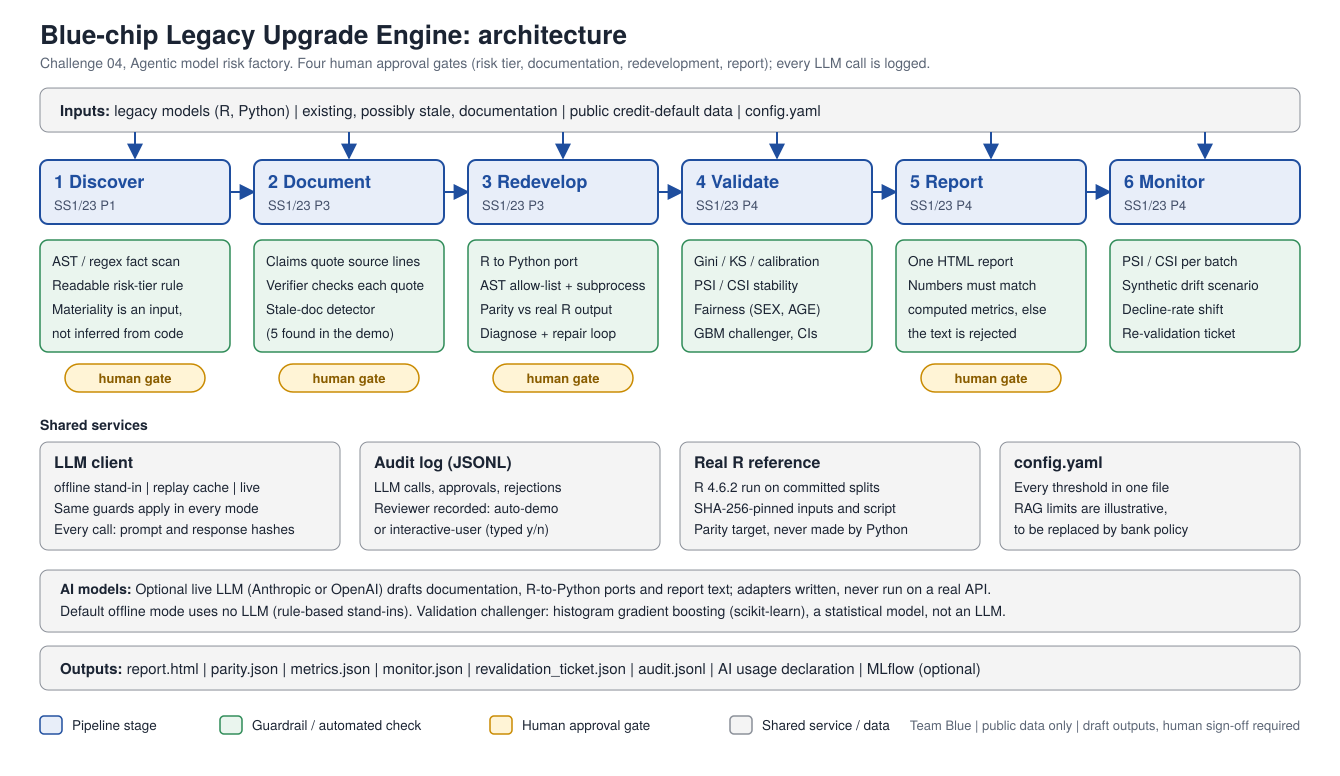 Blue-chip Legacy Upgrade Engine: architecture
Challenge 04, Agentic model risk factory. Four human approval gates (risk tier, documentation, redevelopment, report); every LLM call is logged.
Inputs: legacy models (R, Python) | existing, possibly stale, documentation | public credit-default data | config.yaml
1 Discover
SS1/23 P1
2 Document
SS1/23 P3
3 Redevelop
SS1/23 P3
4 Validate
SS1/23 P4
5 Report
SS1/23 P4
6 Monitor
SS1/23 P4
AST / regex fact scan
Readable risk-tier rule
Materiality is an input,
not inferred from code
Claims quote source lines
Verifier checks each quote
Stale-doc detector
(5 found in the demo)
R to Python port
AST allow-list + subprocess
Parity vs real R output
Diagnose + repair loop
Gini / KS / calibration
PSI / CSI stability
Fairness (SEX, AGE)
GBM challenger, CIs
One HTML report
Numbers must match
computed metrics, else
the text is rejected
PSI / CSI per batch
Synthetic drift scenario
Decline-rate shift
Re-validation ticket
human gate
human gate
human gate
human gate
Shared services
LLM client
offline stand-in | replay cache | live
Same guards apply in every mode
Every call: prompt and response hashes
Audit log (JSONL)
LLM calls, approvals, rejections
Reviewer recorded: auto-demo
or interactive-user (typed y/n)
Real R reference
R 4.6.2 run on committed splits
SHA-256-pinned inputs and script
Parity target, never made by Python
config.yaml
Every threshold in one file
RAG limits are illustrative,
to be replaced by bank policy
AI models: Optional live LLM (Anthropic or OpenAI) drafts documentation, R-to-Python ports and report text; adapters written, never run on a real API.
Default offline mode uses no LLM (rule-based stand-ins). Validation challenger: histogram gradient boosting (scikit-learn), a statistical model, not an LLM.
Outputs: report.html | parity.json | metrics.json | monitor.json | revalidation_ticket.json | audit.jsonl | AI usage declaration | MLflow (optional)
Pipeline stage
Guardrail / automated check
Human approval gate
Shared service / data
Team Blue | public data only | draft outputs, human sign-off required